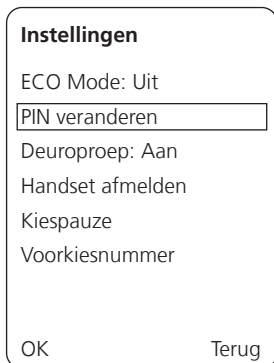 Instellingen
ECO Mode: Uit
PIN veranderen
Deuroproep: Aan
Handset afmelden
Kiespauze
Voorkiesnummer
OK Terug